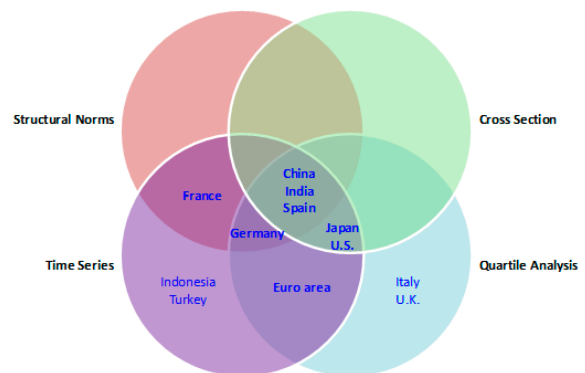 Structural Norms
Cross Section
China
India
Spain
France
Japan
Germany
U.S.
Time Series
Quartile Analysis
Indonesia
Turkey
Euro area
Italy
U.K.